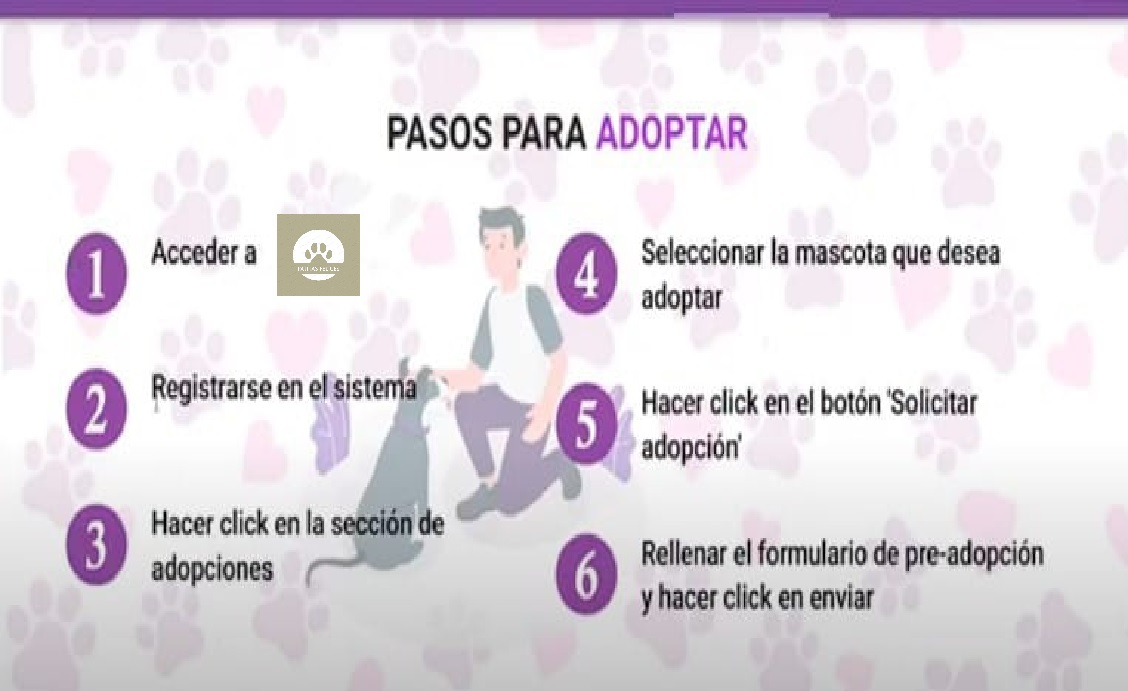 PASOS PARA ADOPTAR
1
Acceder a
2
Registrarse en el sistema
3
Hacer click en la sección de
adopciones
4
Seleccionar la mascota que desea
adoptar
5
Hacer click en el botón 'Solicitar
adopción'
6
Rellenar el formulario de pre-adopción
y hacer click en enviar